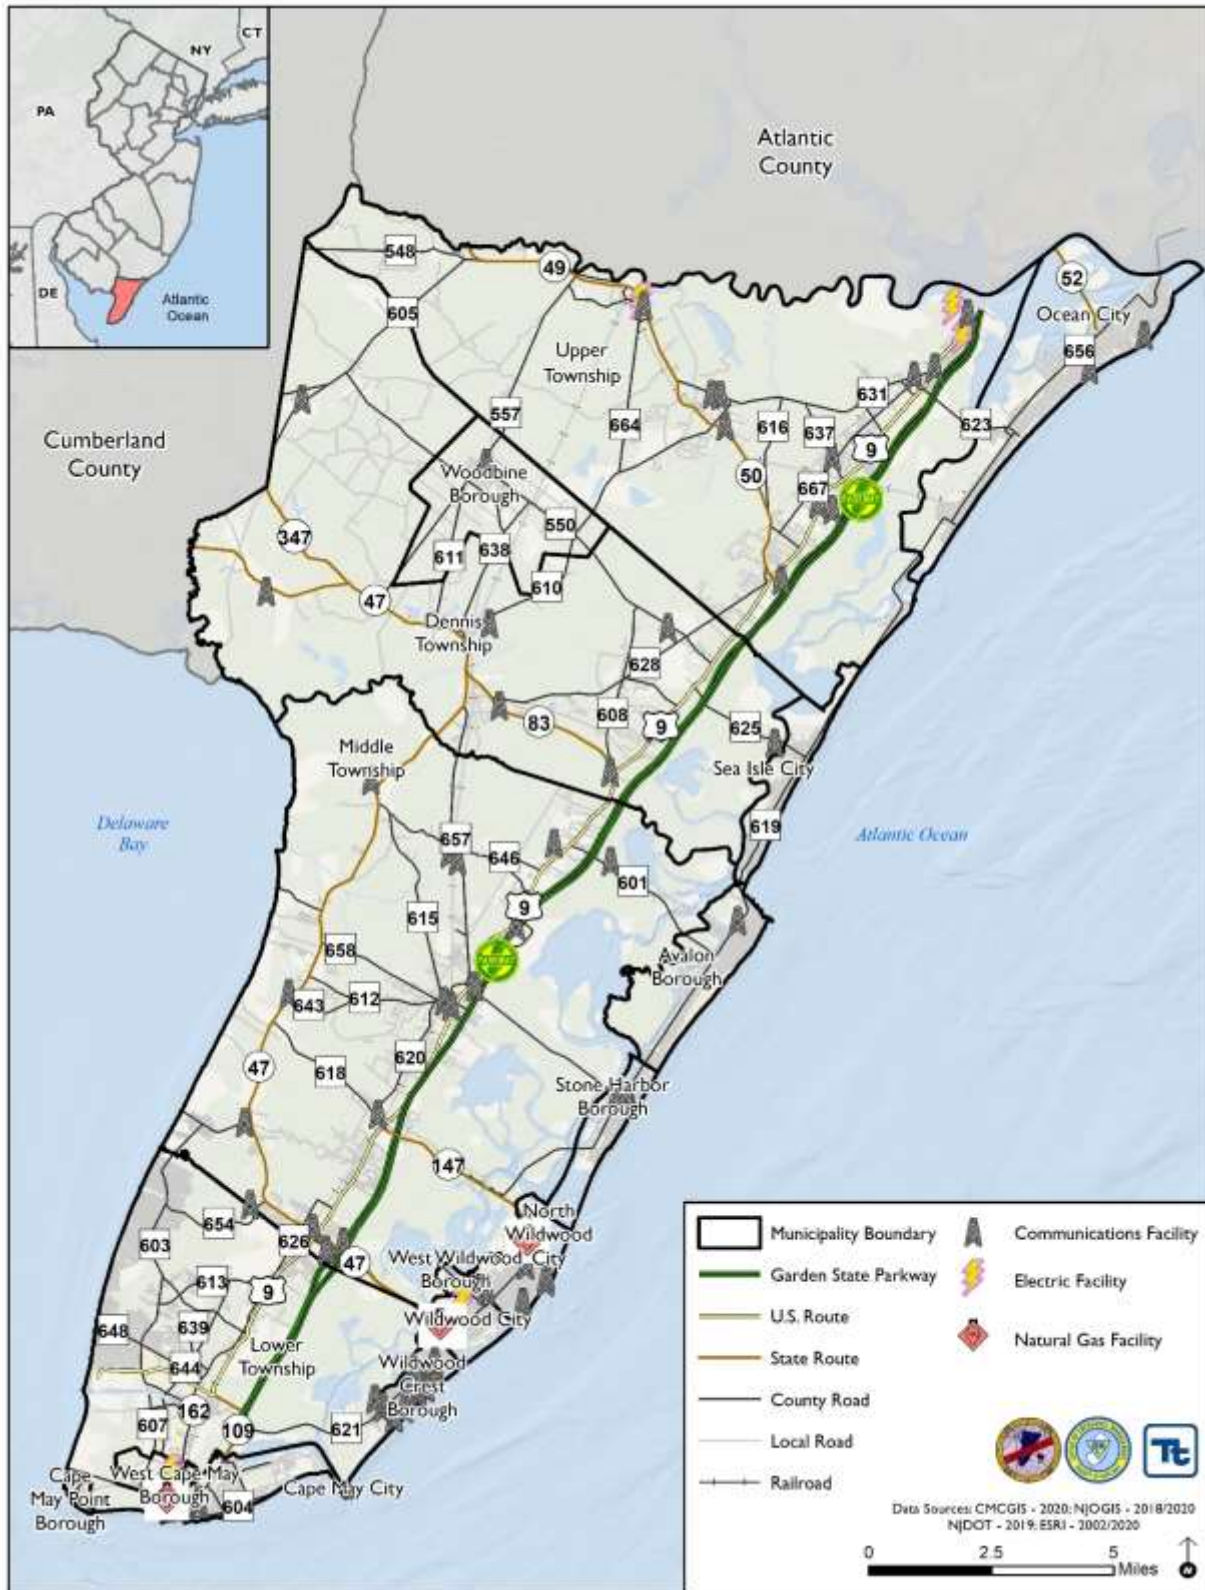 NY
CT
PA
DE
Atlantic
Ocean
Atlantic
County
548
49
52
605
Ocean City
Upper
Township
656
557
631
664
616
637
623
Cumberland
County
9
Woodbine
Borough
50
667
550
347
611
638
610
47
Dennis
Township
628
608
9
625
83
Middle
Township
Sea Isle City
Delaware
Bay
619
Atlantic Ocean
657
646
601
9
615
658
Avalon
Borough
643
612
620
47
618
Stone Harbor
Borough
147
North
Wildwood
City
654
603
626
47
West Wildwood
Borough
613
9
Wildwood City
648
639
Lower
Township
644
Wildwood
Crest
Borough
162
607
109
621
Cape
May Point
Borough
West Cape May
Borough
Cape May City
604
Municipality Boundary
Garden State Parkway
U.S. Route
State Route
County Road
Local Road
Railroad
Communications Facility
Electric Facility
Natural Gas Facility
Tt
Data Sources: CMCGIS - 2020; NJOGIS - 2018/2020
NJDOT - 2019; ESRI - 2002/2020
0 2.5 5
Miles
N